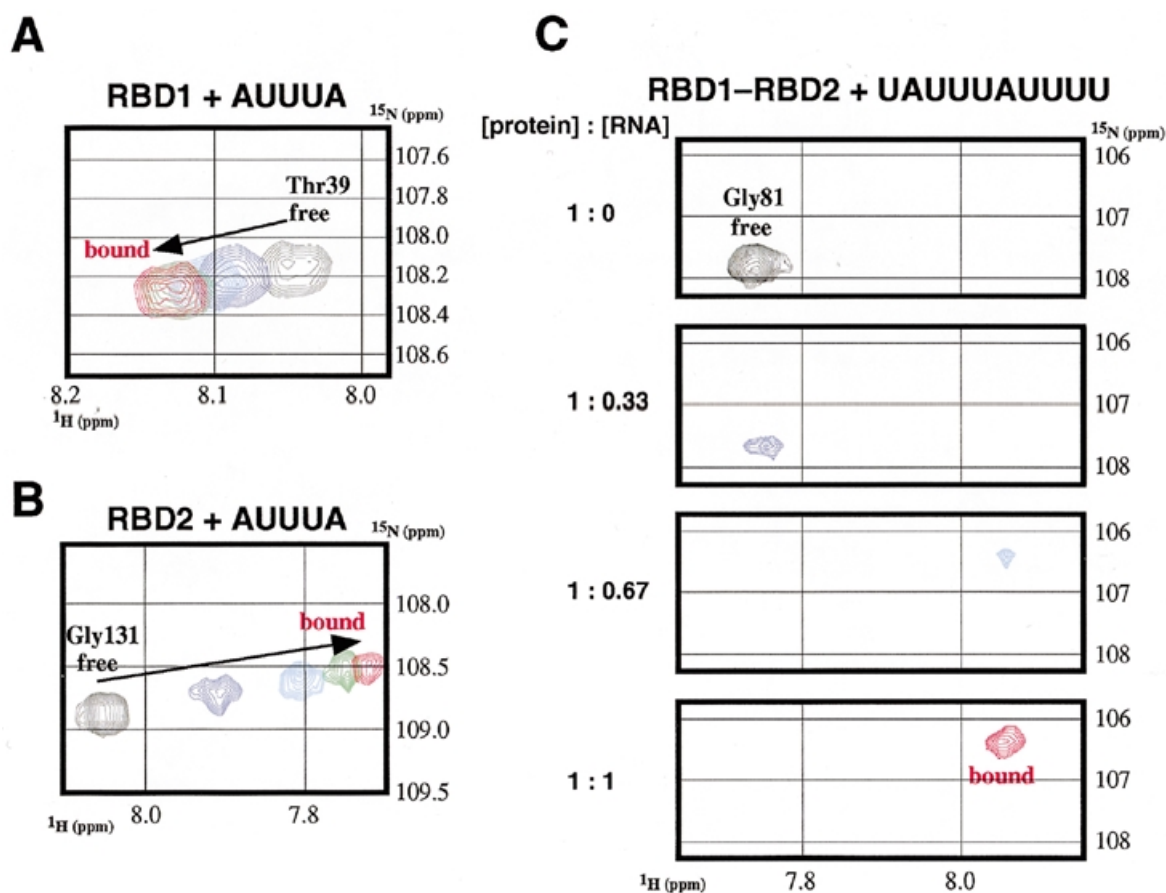 A
RBD1 + AUUUA
15N (ppm)
107.6
107.8
108.0
108.2
108.4
108.6
Thr39
free
bound
8.2
8.1
8.0
1H (ppm)
B
RBD2 + AUUUA
15N (ppm)
108.0
108.5
109.0
109.5
bound
Gly131
free
1H (ppm)
8.0
7.8
C
RBD1–RBD2 + UAUUUAUUUU
[protein] : [RNA]
15N (ppm)
1 : 0
Gly81
free
106
107
108
1 : 0.33
106
107
108
1 : 0.67
106
107
108
1 : 1
bound
106
107
108
1H (ppm)
7.8
8.0